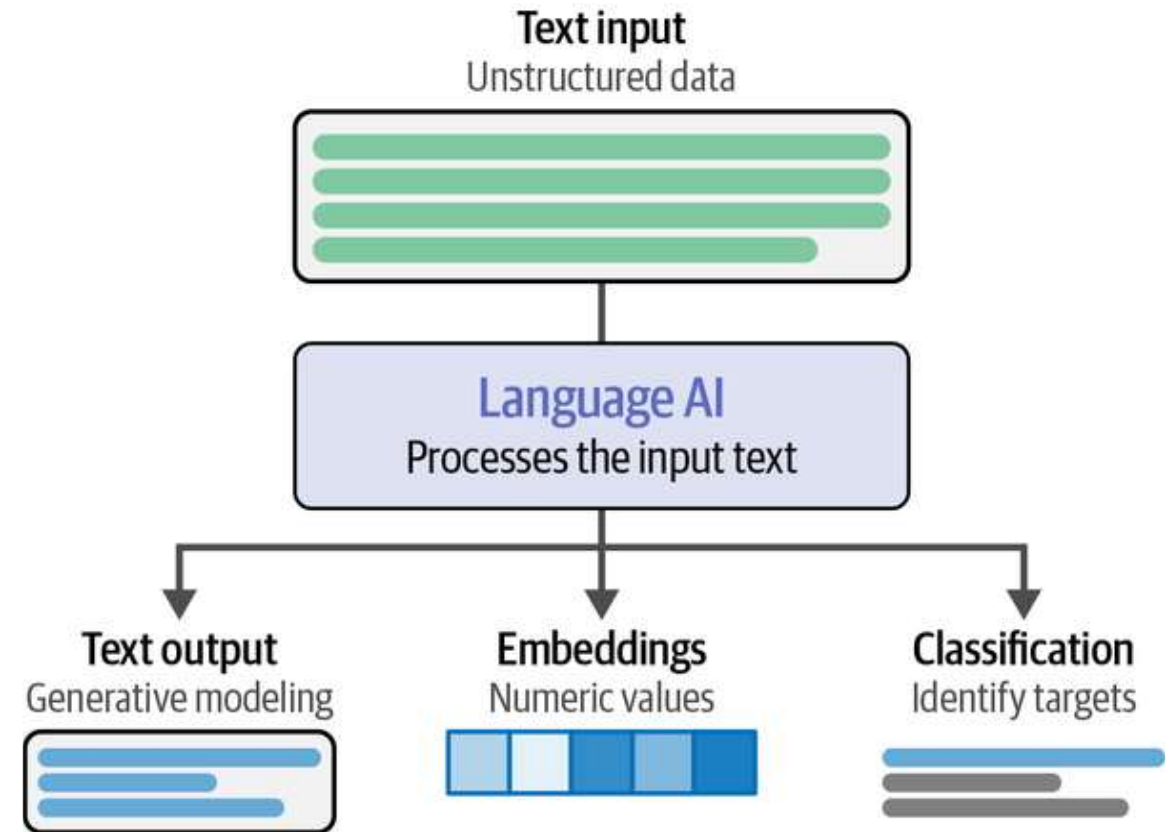 Text input
Unstructured data
Language AI
Processes the input text
Text output
Generative modeling
Embeddings
Numeric values
Classification
Identify targets